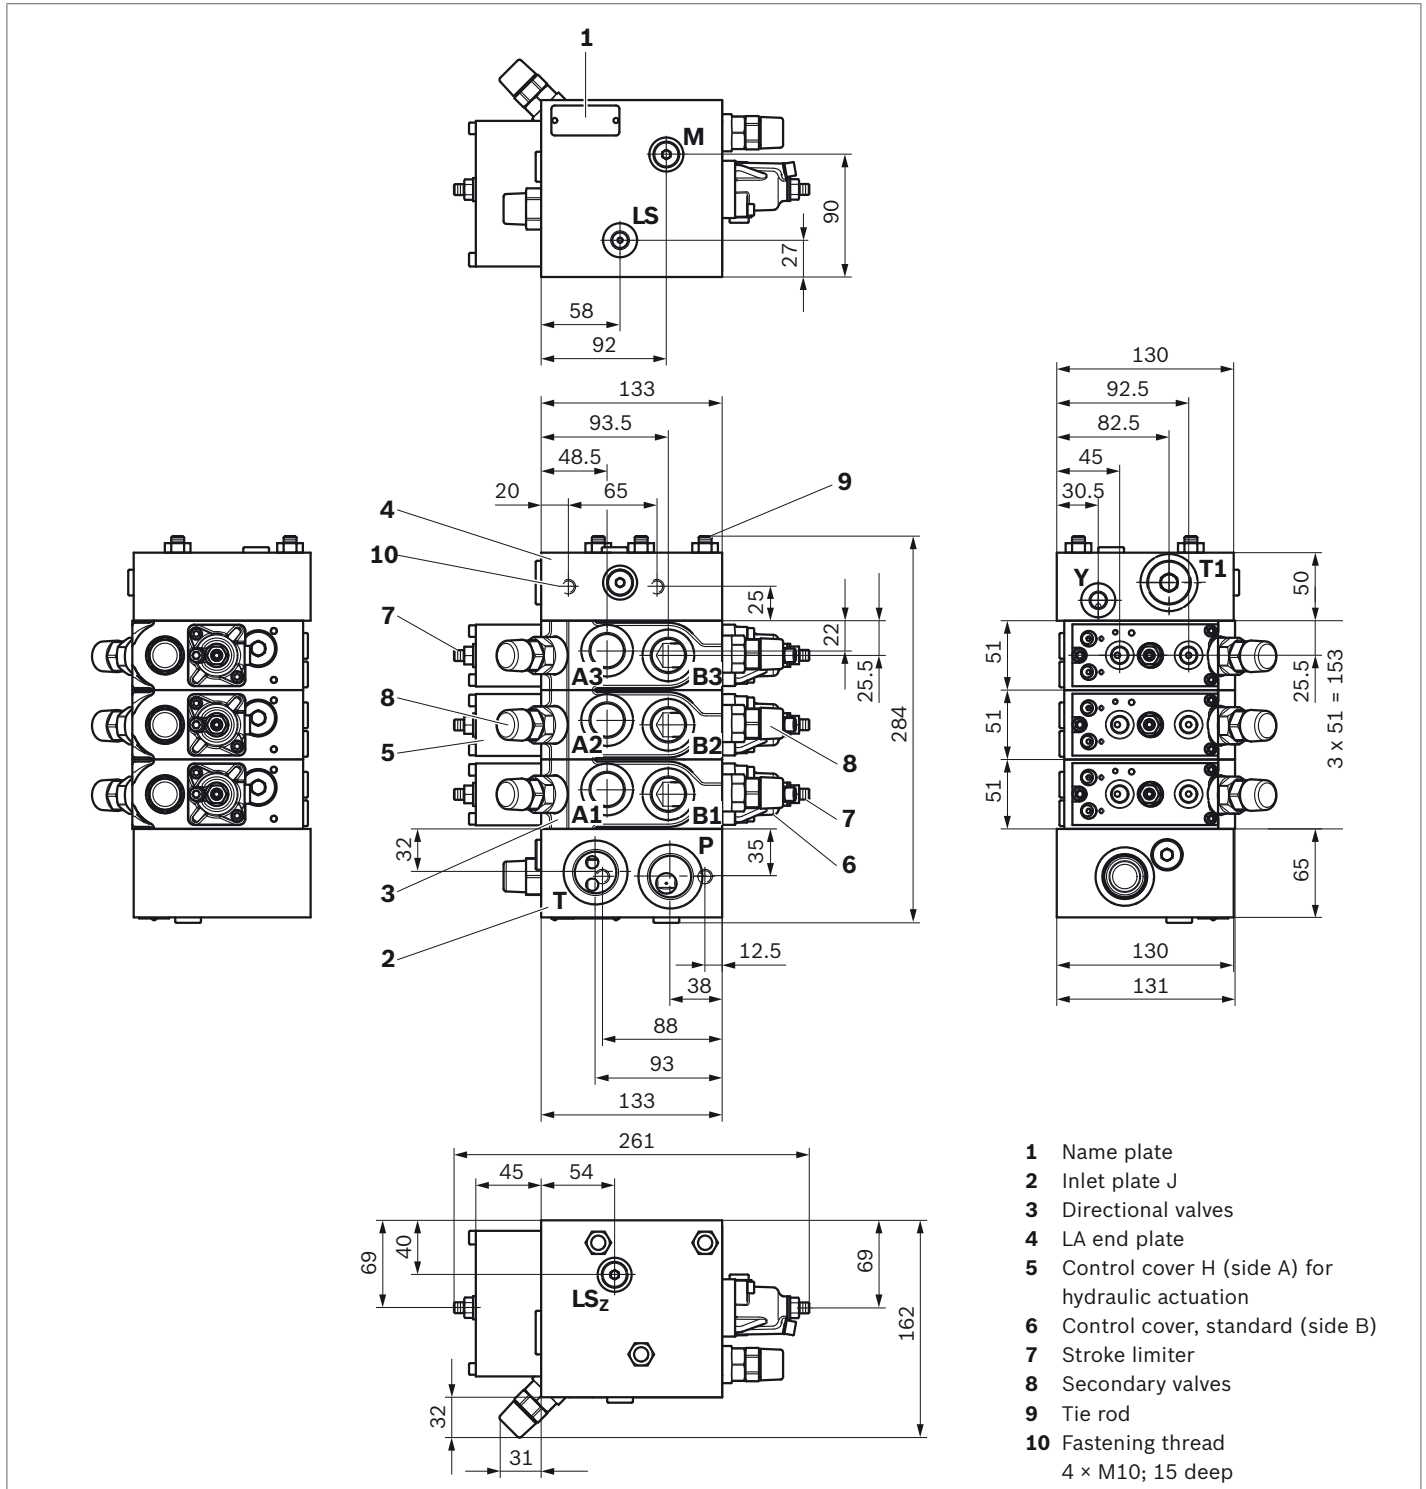 1
M
LS
90
27
58
92
133
93.5
48.5
20 65
4
10
7
8
5
3
2
9
25
22
25.5
284
A3 B3
A2 B2
A1 B1
8
7
6
32
35
P
T
12.5
38
88
93
133
130
92.5
82.5
45
30.5
Y T1
50
51
51
51
25.5
3 x 51 = 153
65
130
131
261
45 54
69
40
LSZ
69
162
32
31
1 Name plate
2 Inlet plate J
3 Directional valves
4 LA end plate
5 Control cover H (side A) for
hydraulic actuation
6 Control cover, standard (side B)
7 Stroke limiter
8 Secondary valves
9 Tie rod
10 Fastening thread
4 × M10; 15 deep